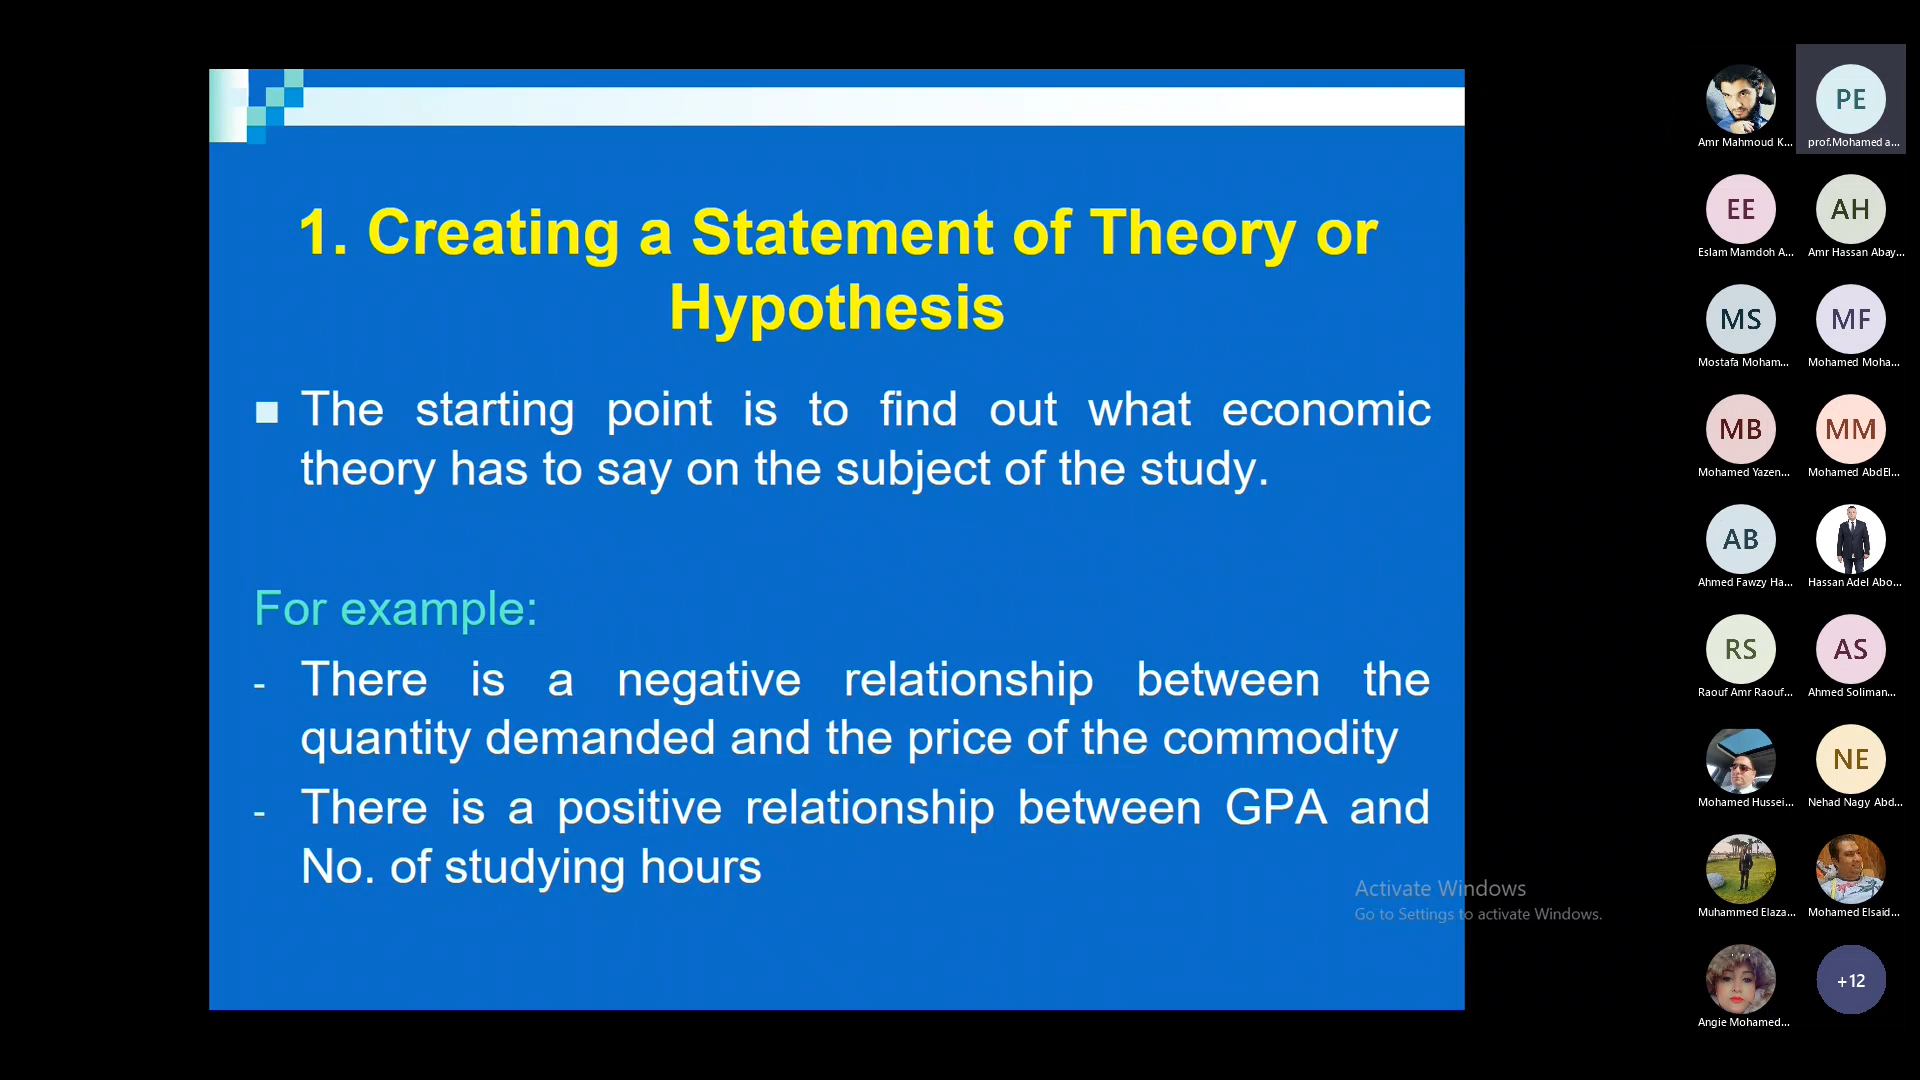 1. Creating a Statement of Theory or
Hypothesis
The starting point is to find out what economic
theory has to say on the subject of the study.
For example:
- There is a negative relationship between the
quantity demanded and the price of the commodity
- There is a positive relationship between GPA and
No. of studying hours
Activate Windows
Go to Settings to activate Windows.
Amr Mahmoud K...
PE
prof.Mohamed a...
EE
Eslam Mamdoh A...
AH
Amr Hassan Abay...
MS
Mostafa Moham...
MF
Mohamed Moha...
MB
Mohamed Yazen...
MM
Mohamed AbdEl...
AB
Ahmed Fawzy Ha...
Hassan Adel Abo...
RS
Raouf Amr Raouf...
AS
Ahmed Soliman...
Mohamed Hussei...
NE
Nehad Nagy Abd...
Muhammed Elaza...
Mohamed Elsaid...
Angie Mohamed...
+12